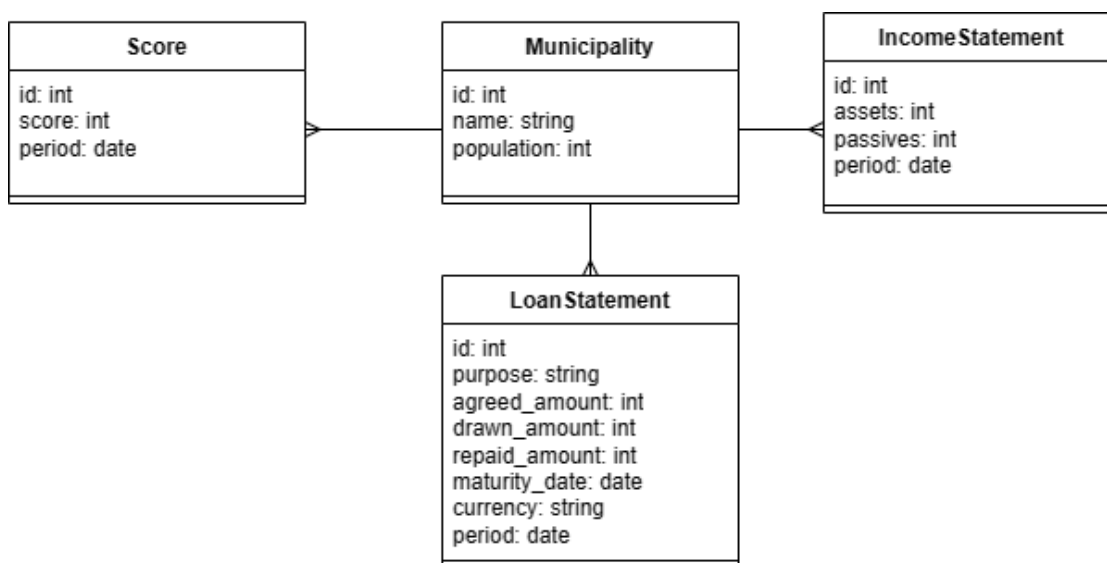 Score
id: int
score: int
period: date
Municipality
id: int
name: string
population: int
IncomeStatement
id: int
assets: int
passives: int
period: date
LoanStatement
id: int
purpose: string
agreed_amount: int
drawn_amount: int
repaid_amount: int
maturity_date: date
currency: string
period: date